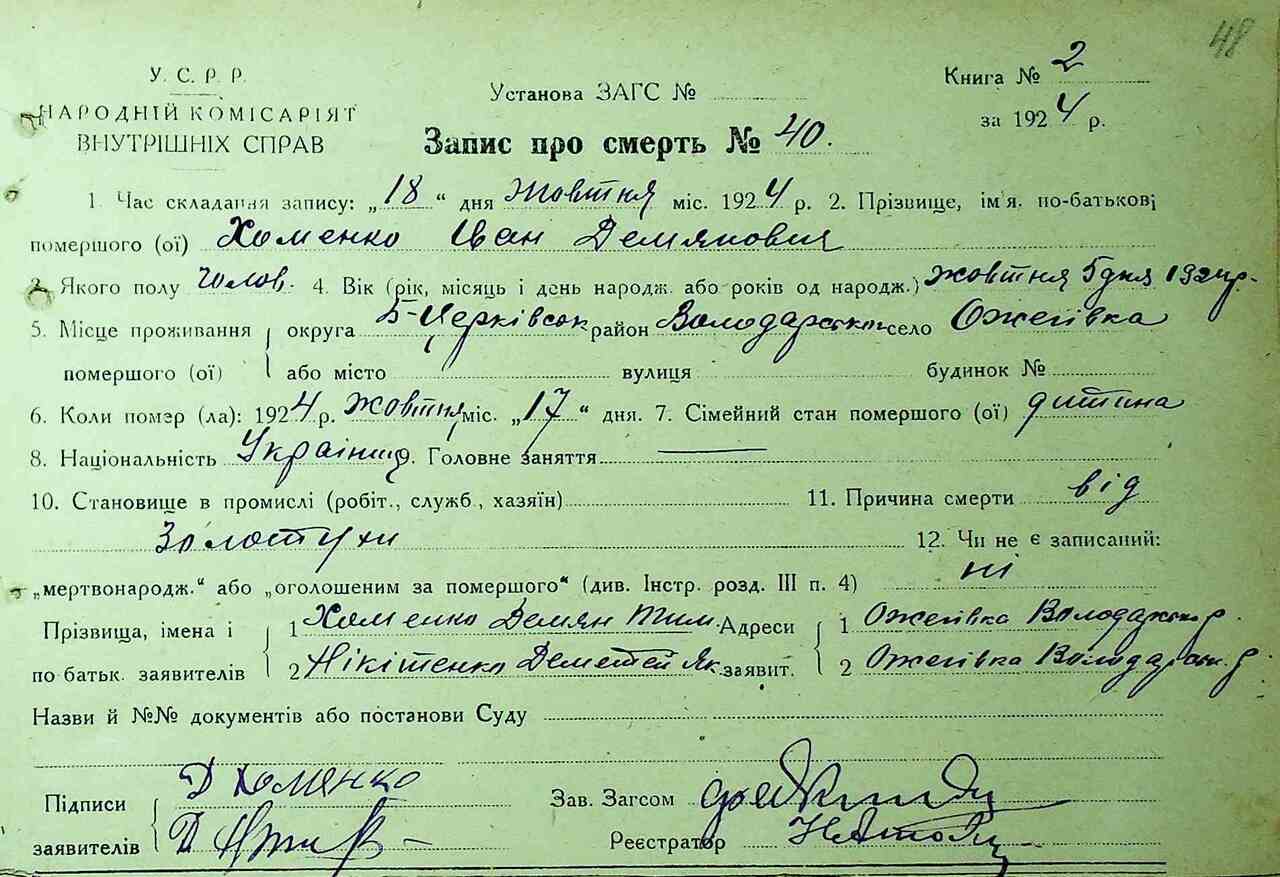 48
У. С. Р. Р.
НАРОДНІЙ КОМІСАРІЯТ
ВНУТРІШНІХ СПРАВ
Установа ЗАГС №
Книга № 2
за 1924 р.
Запис про смерть № 40.
1. Час складання запису: „18“ дня Жовтня міс. 1924 р. 2. Прізвище, ім'я. по-батькові
помершого (ої) Хоменко Іван Демянович
3. Якого полу Чолов. 4. Вік (рік, місяць і день народж. або років од народж.) жовтня 5 дня 1924р.
5. Місце проживання округа Б-Церківськ район Володарськ село Ожегівка
помершого (ої) або місто вулиця будинок №
6. Коли помэр (ла): 1924 р. жовтня міс. „17“ дня. 7. Сімейний стан помершого (ої) дитина
8. Національність Українц. 9. Головне заняття —
10. Становище в промислі (робіт., служб., хазяїн) 11. Причина смерти від
Золотухи 12. Чи не є записаний:
„мертвонародж.“ або „оголошеним за помершого“ (див. Інстр. розд. III п. 4) ні
Прізвища, імена і 1 Хоменко Демян Тим. Адреси 1 Ожегівка Володарськ р.
по батьк. заявителів 2 Нікітенко Деметей Як. заявит. 2 Ожегівка Володарськ. р.
Назви й №№ документів або постанови Суду
Підписи Д Хоменко Зав. Загсом
заявителів Д Реєстратор